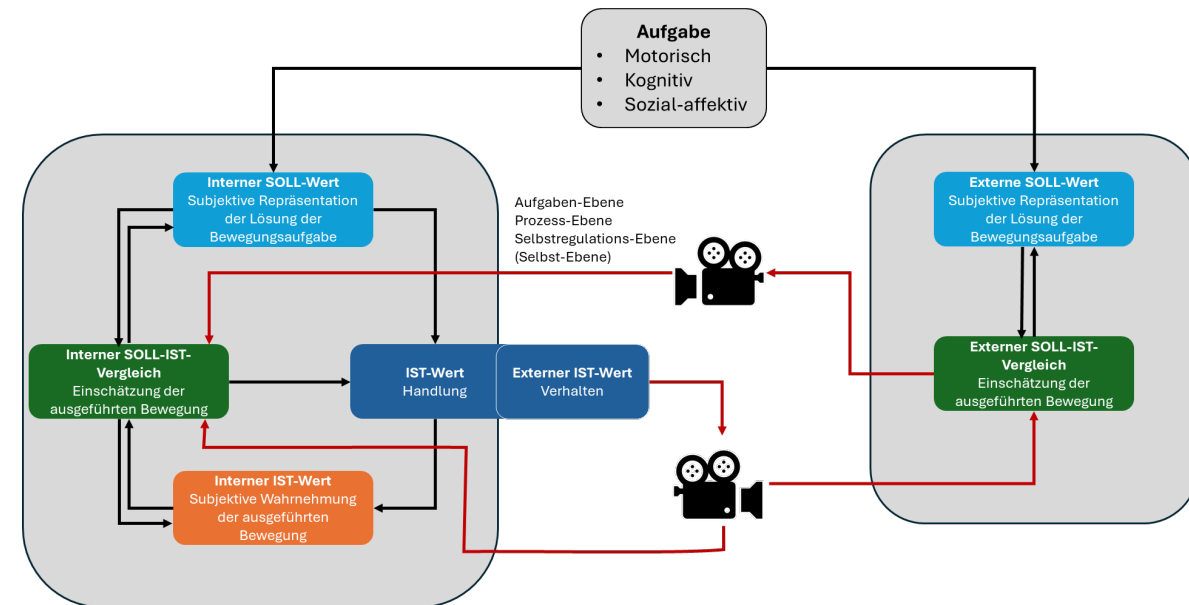 Aufgabe
• Motorisch
• Kognitiv
• Sozial-affektiv
Interner SOLL-Wert
Subjektive Repräsentation
der Lösung der
Bewegungsaufgabe
Aufgaben-Ebene
Prozess-Ebene
Selbstregulations-Ebene
(Selbst-Ebene)
Externe SOLL-Wert
Subjektive Repräsentation
der Lösung der
Bewegungsaufgabe
Interner SOLL-IST-
Vergleich
Einschätzung der
ausgeführten Bewegung
IST-Wert
Handlung
Externer IST-Wert
Verhalten
Externer SOLL-IST-
Vergleich
Einschätzung der
ausgeführten Bewegung
Interner IST-Wert
Subjektive Wahrnehmung
der ausgeführten
Bewegung